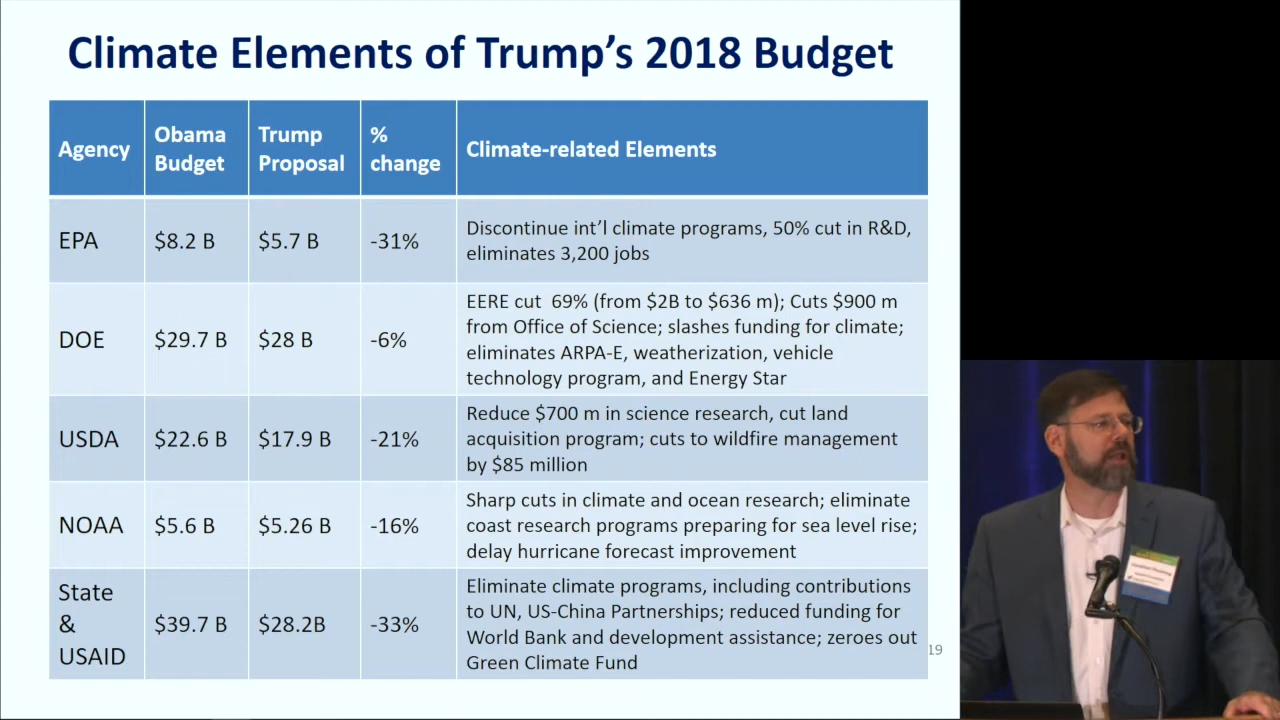 Climate Elements of Trump's 2018 Budget
Agency
Obama
Budget
Trump
Proposal
%
change
Climate-related Elements
EPA
$8.2 B
$5.7 B
-31%
Discontinue int'l climate programs, 50% cut in R&D,
eliminates 3,200 jobs
DOE
$29.7 B
$28 B
-6%
EERE cut 69% (from $2B to $636 m); Cuts $900 m
from Office of Science; slashes funding for climate;
eliminates ARPA-E, weatherization, vehicle
technology program, and Energy Star
USDA
$22.6 B
$17.9 B
-21%
Reduce $700 m in science research, cut land
acquisition program; cuts to wildfire management
by $85 million
NOAA
$5.6 B
$5.26 B
-16%
Sharp cuts in climate and ocean research; eliminate
coast research programs preparing for sea level rise;
delay hurricane forecast improvement
State
&
USAID
$39.7 B
$28.2B
-33%
Eliminate climate programs, including contributions
to UN, US-China Partnerships; reduced funding for
World Bank and development assistance; zeroes out
Green Climate Fund
19